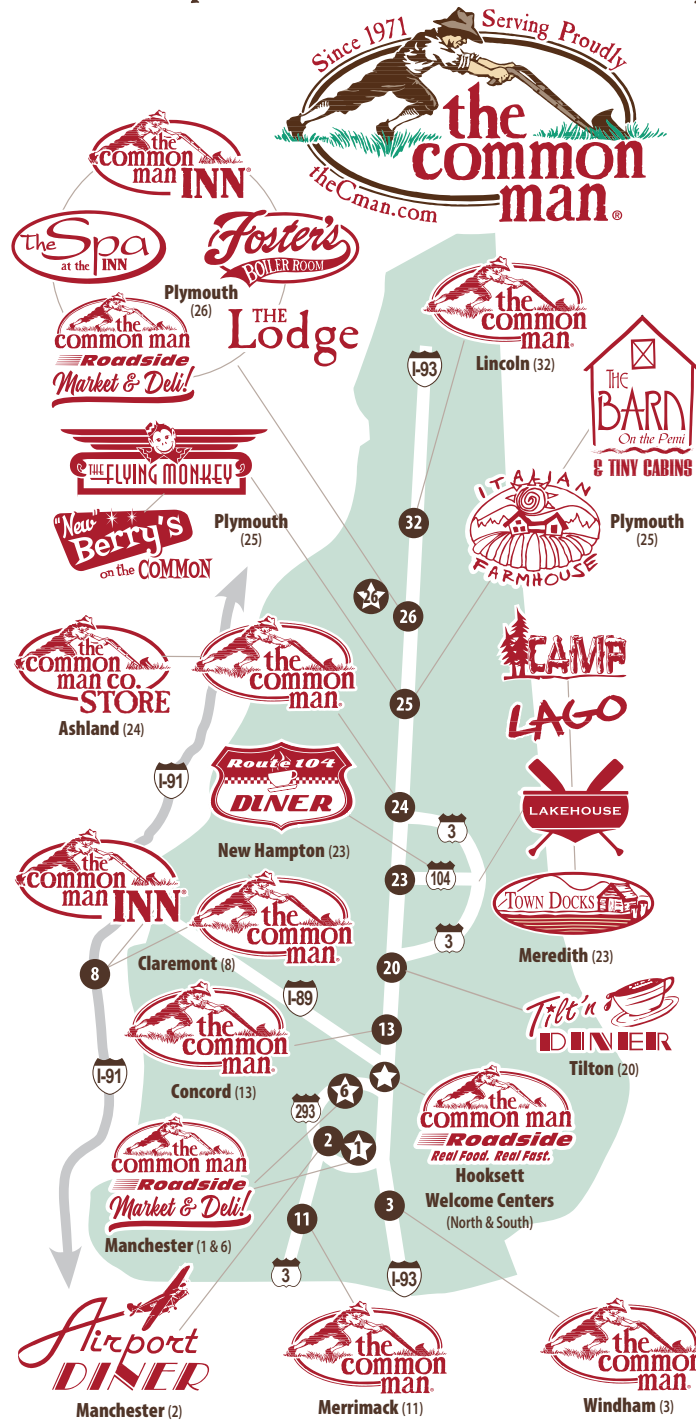 Since 1971
Serving Proudly
the
common
man®
theCman.com
the
common
man INN®
The Spa
at the INN
Foster's
BOILER ROOM
Plymouth
(26)
the
common man
Roadside
Market & Deli!
THE
Lodge
the
common
man®
Lincoln (32)
I-93
THE
BARN
On the Pemi
& TINY CABINS
THE FLYING MONKEY
"New"
Berry's
on the COMMON
Plymouth
(25)
ITALIAN
FARMHOUSE
Plymouth
(25)
32
26
26
25
the
common
man co.
STORE
Ashland (24)
the
common
man®
CAMP
LAGO
I-91
Route 104
DINER
New Hampton (23)
24
3
LAKEHOUSE
23
104
3
TOWN DOCKS
Meredith (23)
the
common
man INN®
8
the
common
man®
Claremont (8)
20
I-89
Tilt'n
DINER
Tilton (20)
the
common
man®
Concord (13)
13
I-91
6
293
2
1
the
common man
Roadside
Real Food. Real Fast.
Hooksett
Welcome Centers
(North & South)
the
common man
Roadside
Market & Deli!
Manchester (1 & 6)
11
3
3
I-93
Airport
DINER
Manchester (2)
the
common
man®
Merrimack (11)
the
common
man®
Windham (3)